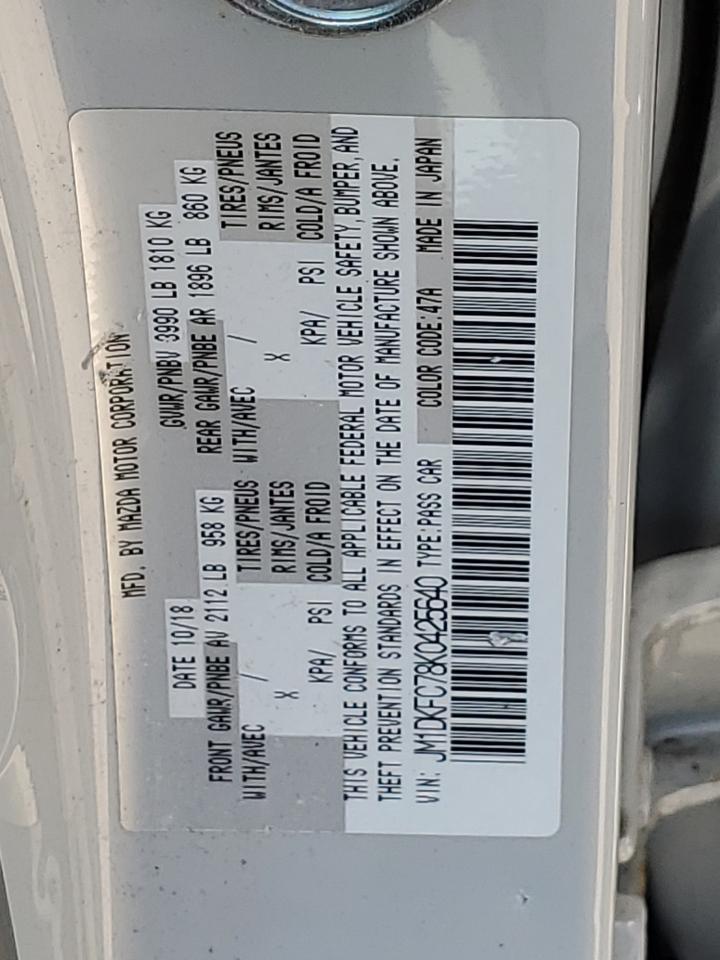 MFD. BY MAZDA MOTOR CORPORATION
DATE 10/18 GVWR/PNBV 3990 LB 1810 KG
FRONT GAWR/PNBE AV 2112 LB 958 KG REAR GAWR/PNBE AR 1896 LB 860 KG
WITH/AVEC / TIRES/PNEUS WITH/AVEC / TIRES/PNEUS
X RIMS/JANTES X RIMS/JANTES
KPA/ PSI COLD/A FROID KPA/ PSI COLD/A FROID
THIS VEHICLE CONFORMS TO ALL APPLICABLE FEDERAL MOTOR VEHICLE SAFETY, BUMPER, AND
THEFT PREVENTION STANDARDS IN EFFECT ON THE DATE OF MANUFACTURE SHOWN ABOVE.
VIN: JM1DKFC78K0425640 TYPE:PASS CAR COLOR CODE:47A MADE IN JAPAN